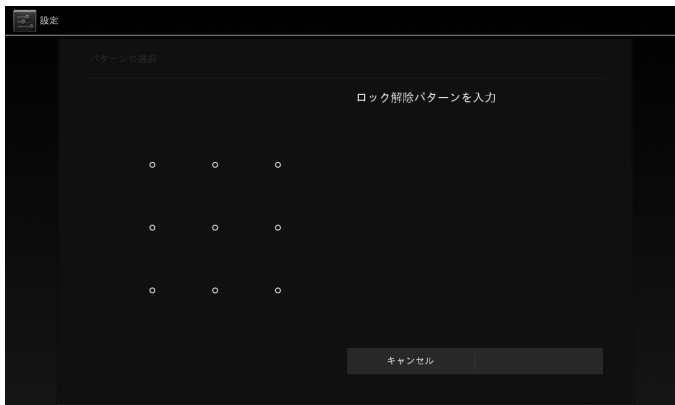 設定
パターンの選択
ロック解除パターンを入力
キャンセル